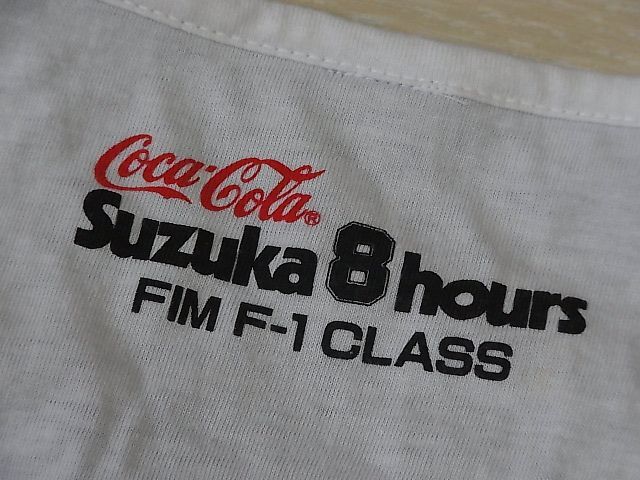 Coca-Cola®
Suzuka 8 hours
FIM F-1 CLASS